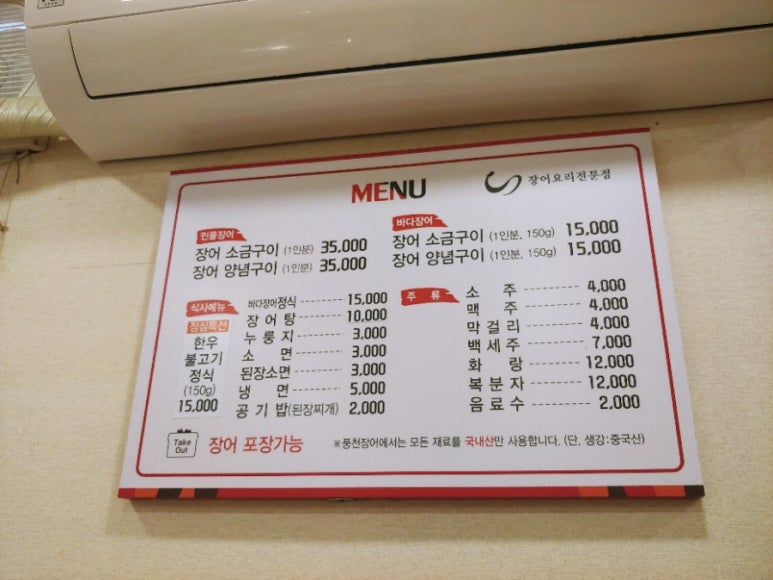 MENU
장어요리전문점
민물장어
장어 소금구이 (1인분) 35,000
장어 양념구이 (1인분) 35,000
바다장어
장어 소금구이 (1인분, 150g) 15,000
장어 양념구이 (1인분, 150g) 15,000
식사메뉴
바다장어정식 15,000
장어탕 10,000
누룽지 3,000
소면 3,000
된장소면 3,000
냉면 5,000
공기밥(된장찌개) 2,000
점심특선
한우
불고기
정식
(150g)
15,000
주류
소주 4,000
맥주 4,000
막걸리 4,000
백세주 7,000
화랑 12,000
복분자 12,000
음료수 2,000
Take
Out
장어 포장가능
※풍천장어에서는 모든 재료를 국내산만 사용합니다. (단, 생강:중국산)